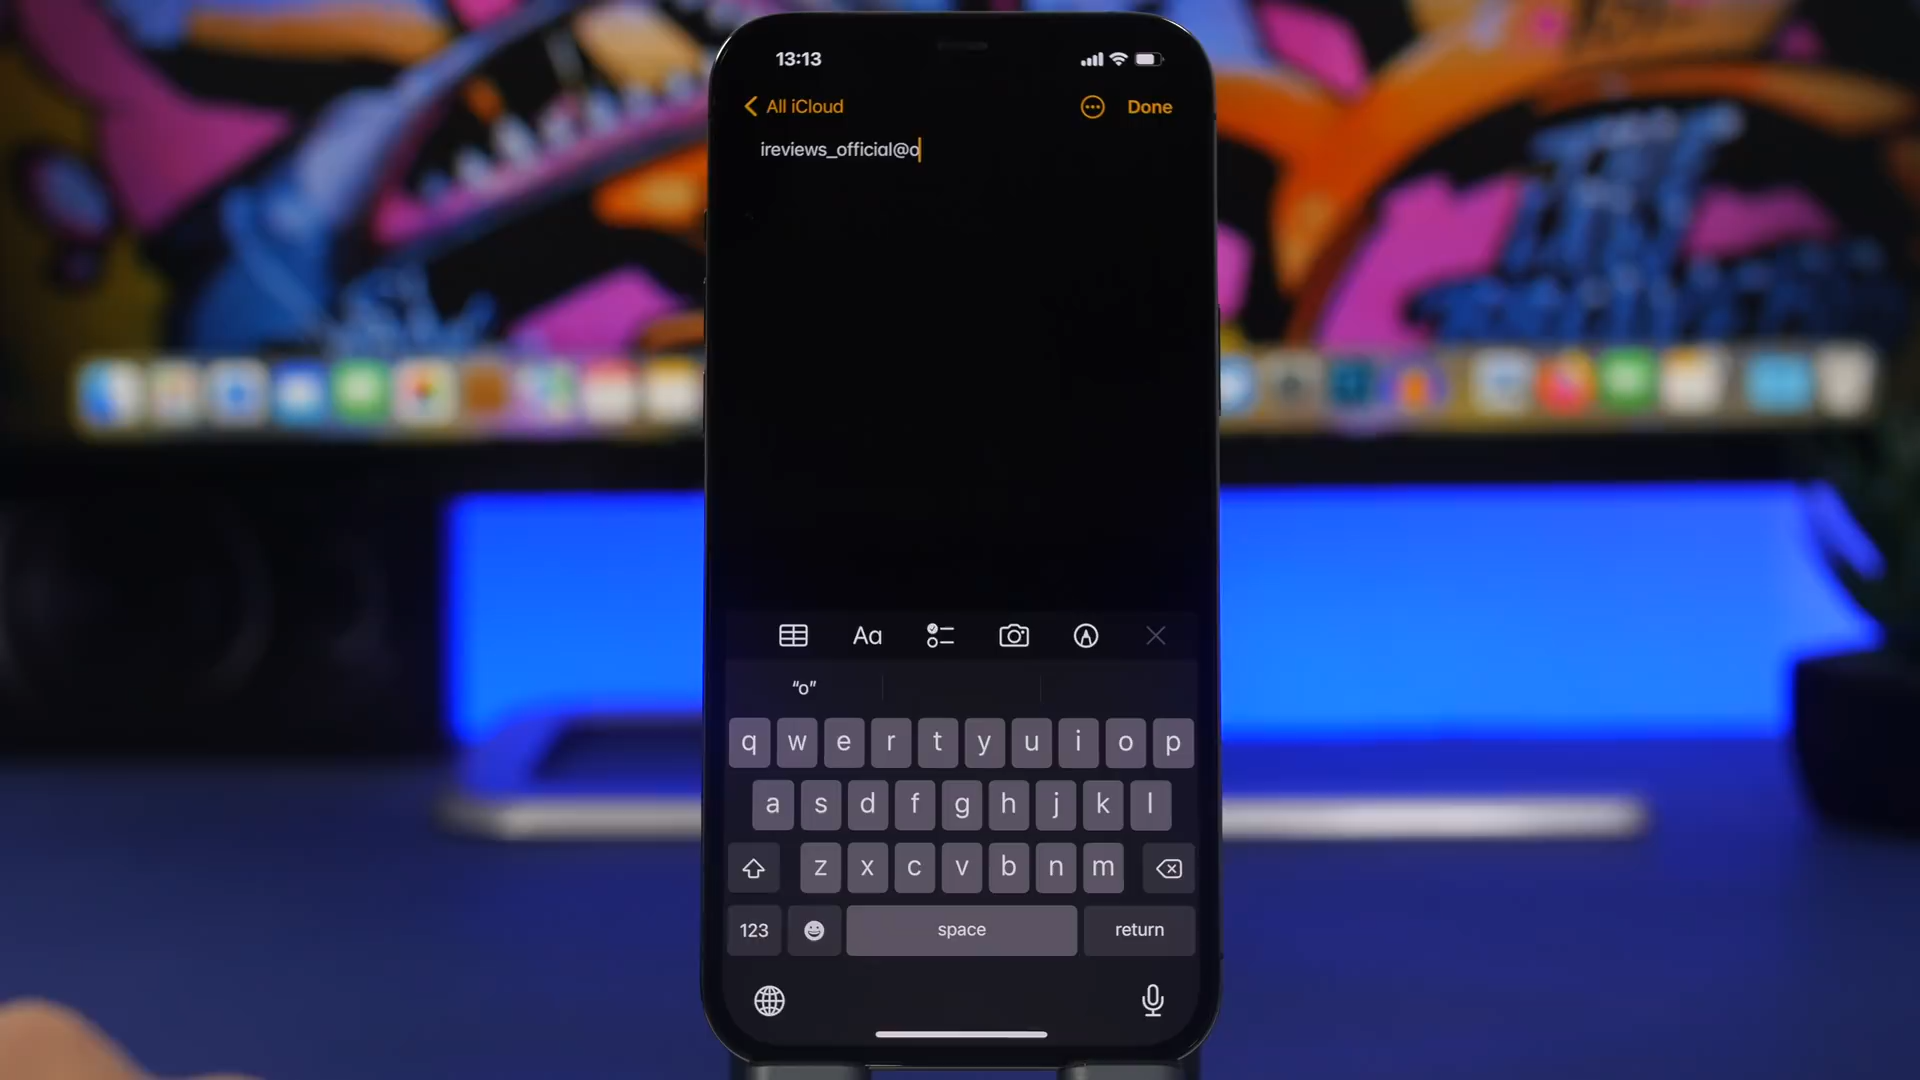 13:13
All iCloud
Done
ireviews_official@o
Aa
“o”
q w e r t y u i o p
a s d f g h j k l
z x c v b n m
123
space
return